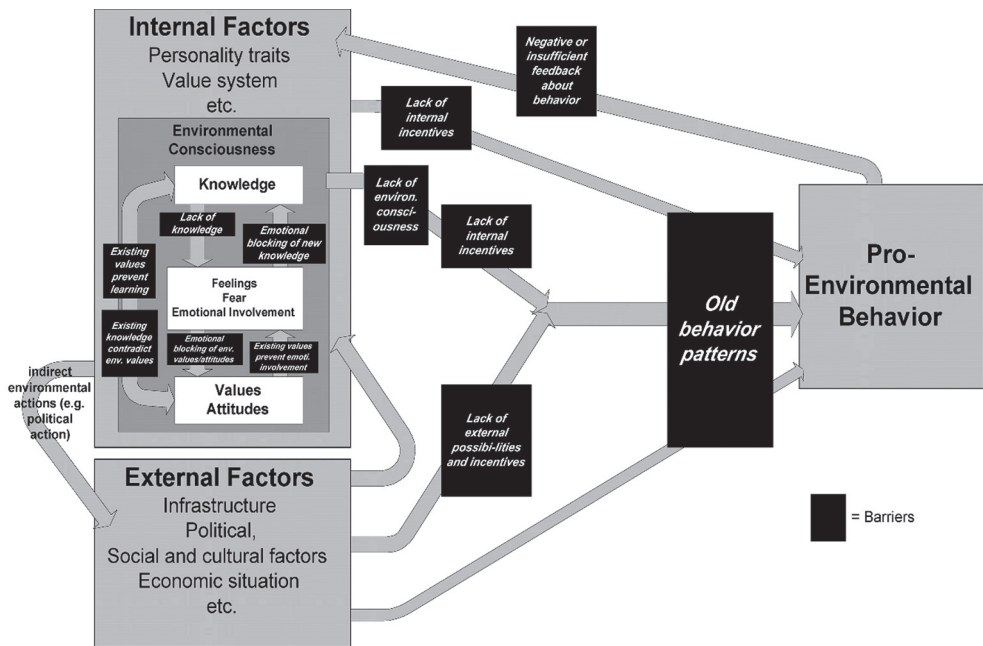 Internal Factors
Personality traits
Value system
etc.
Environmental
Consciousness
Knowledge
Lack of
knowledge
Emotional
blocking of new
knowledge
Existing
values
prevent
learning
Feelings
Fear
Emotional Involvement
Existing
knowledge
contradict
env. values
Emotional
blocking of env.
values/attitudes
Existing values
prevent emoti.
involvement
Values
Attitudes
indirect
environmental
actions (e.g.
political
action)
External Factors
Infrastructure
Political,
Social and cultural factors
Economic situation
etc.
Negative or
insufficient
feedback
about
behavior
Lack of
internal
incentives
Lack of
environ.
consci-
ousness
Lack of
internal
incentives
Lack of
external
possibi-lities
and incentives
Old
behavior
patterns
Pro-
Environmental
Behavior
= Barriers